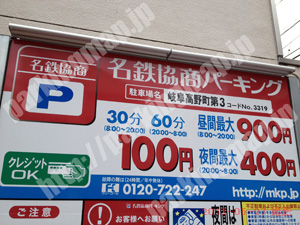 名鉄協商
名鉄協商パーキング
駐車場名 岐阜高野町第3 コードNo.3319
P
30分 60分 昼間最大 900円
(8:00~20:00) (20:00~8:00) (8:00~20:00)
100円 夜間最大 400円
(20:00~8:00)
クレジット
OK
0120-722-247
http://mkp.jp
ご注意
お客様へお願い
夜間は